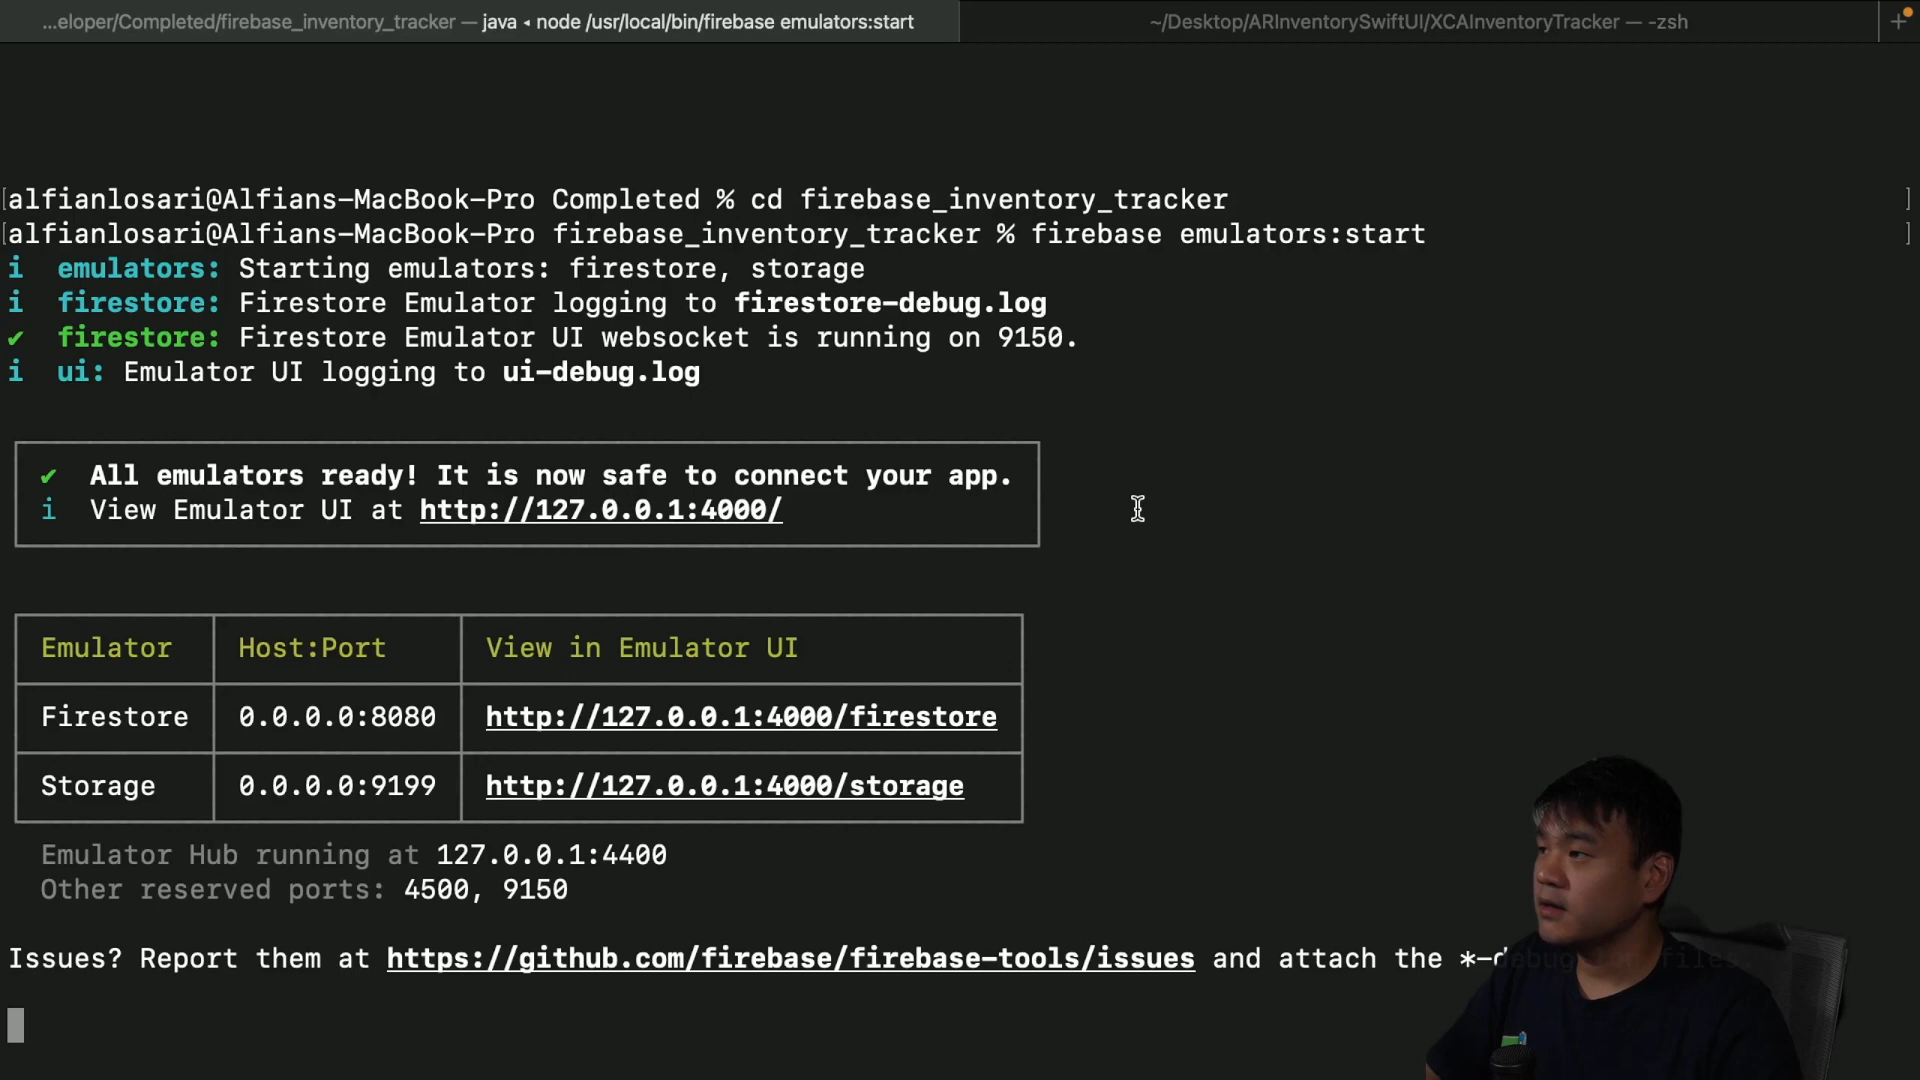 ...eloper/Completed/firebase_inventory_tracker — java ◂ node /usr/local/bin/firebase emulators:start
~/Desktop/ARInventorySwiftUI/XCAInventoryTracker — -zsh
[alfianlosari@Alfians-MacBook-Pro Completed % cd firebase_inventory_tracker ]
[alfianlosari@Alfians-MacBook-Pro firebase_inventory_tracker % firebase emulators:start ]
i emulators: Starting emulators: firestore, storage
i firestore: Firestore Emulator logging to firestore-debug.log
✔ firestore: Firestore Emulator UI websocket is running on 9150.
i ui: Emulator UI logging to ui-debug.log
✔ All emulators ready! It is now safe to connect your app.
i View Emulator UI at http://127.0.0.1:4000/
Emulator Host:Port View in Emulator UI
Firestore 0.0.0.0:8080 http://127.0.0.1:4000/firestore
Storage 0.0.0.0:9199 http://127.0.0.1:4000/storage
Emulator Hub running at 127.0.0.1:4400
Other reserved ports: 4500, 9150
Issues? Report them at https://github.com/firebase/firebase-tools/issues and attach the *-debug files.